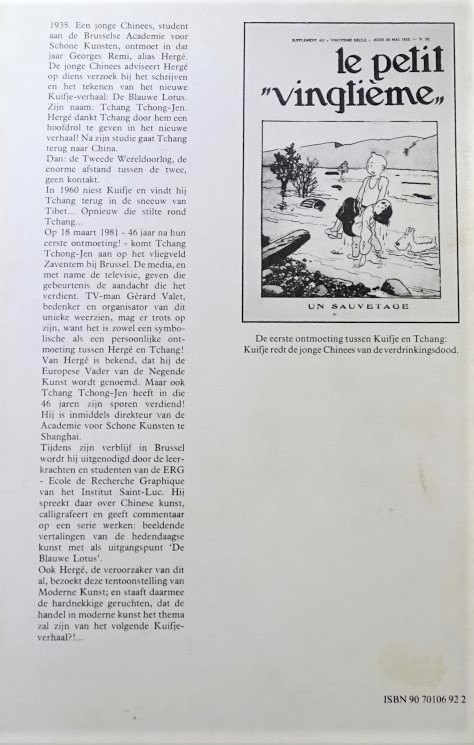 1935. Een jonge Chinees, student
aan de Brusselse Academie voor
Schone Kunsten, ontmoet in dat
jaar Georges Remi, alias Hergé.
De jonge Chinees adviseert Hergé
op diens verzoek bij het schrijven
en het tekenen van het nieuwe
Kuifje-verhaal: De Blauwe Lotus.
Zijn naam: Tchang Tchong-Jen.
Hergé dankt Tchang door hem een
hoofdrol te geven in het nieuwe
verhaal! Na zijn studie gaat Tchang
terug naar China.
Dan: de Tweede Wereldoorlog, de
enorme afstand tussen de twee,
geen kontakt.
In 1960 niest Kuifje en vindt hij
Tchang terug in de sneeuw van
Tibet... Opnieuw die stilte rond
Tchang...
Op 18 maart 1981 - 46 jaar na hun
eerste ontmoeting! - komt Tchang
Tchong-Jen aan op het vliegveld
Zaventem bij Brussel. De media, en
met name de televisie, geven die
gebeurtenis de aandacht die het
verdient. TV-man Gérard Valet,
bedenker en organisator van dit
unieke weerzien, mag er trots op
zijn, want het is zowel een symbo-
lische als een persoonlijke ont-
moeting tussen Hergé en Tchang!
Van Hergé is bekend, dat hij de
Europese Vader van de Negende
Kunst wordt genoemd. Maar ook
Tchang Tchong-Jen heeft in die
46 jaren zijn sporen verdiend!
Hij is inmiddels direkteur van de
Academie voor Schone Kunsten te
Shanghai.
Tijdens zijn verblijf in Brussel
wordt hij uitgenodigd door de leer-
krachten en studenten van de ERG
- Ecole de Recherche Graphique
van het Institut Saint-Luc. Hij
spreekt daar over Chinese kunst,
calligrafeert en geeft commentaar
op een serie werken: beeldende
vertalingen van de hedendaagse
kunst met als uitgangspunt 'De
Blauwe Lotus'.
Ook Hergé, de veroorzaker van dit
al, bezoekt deze tentoonstelling van
Moderne Kunst; en staaft daarmee
de hardnekkige geruchten, dat de
handel in moderne kunst het thema
zal zijn van het volgende Kuifje-
verhaal?!...
SUPPLEMENT AU « VINGTIEME SIECLE » - JEUDI
le petit
"vingtième"
UN SAUVETAGE
De eerste ontmoeting tussen Kuifje en Tchang:
Kuifje redt de jonge Chinees van de verdrinkingsdood.
ISBN 90 70106 92 2